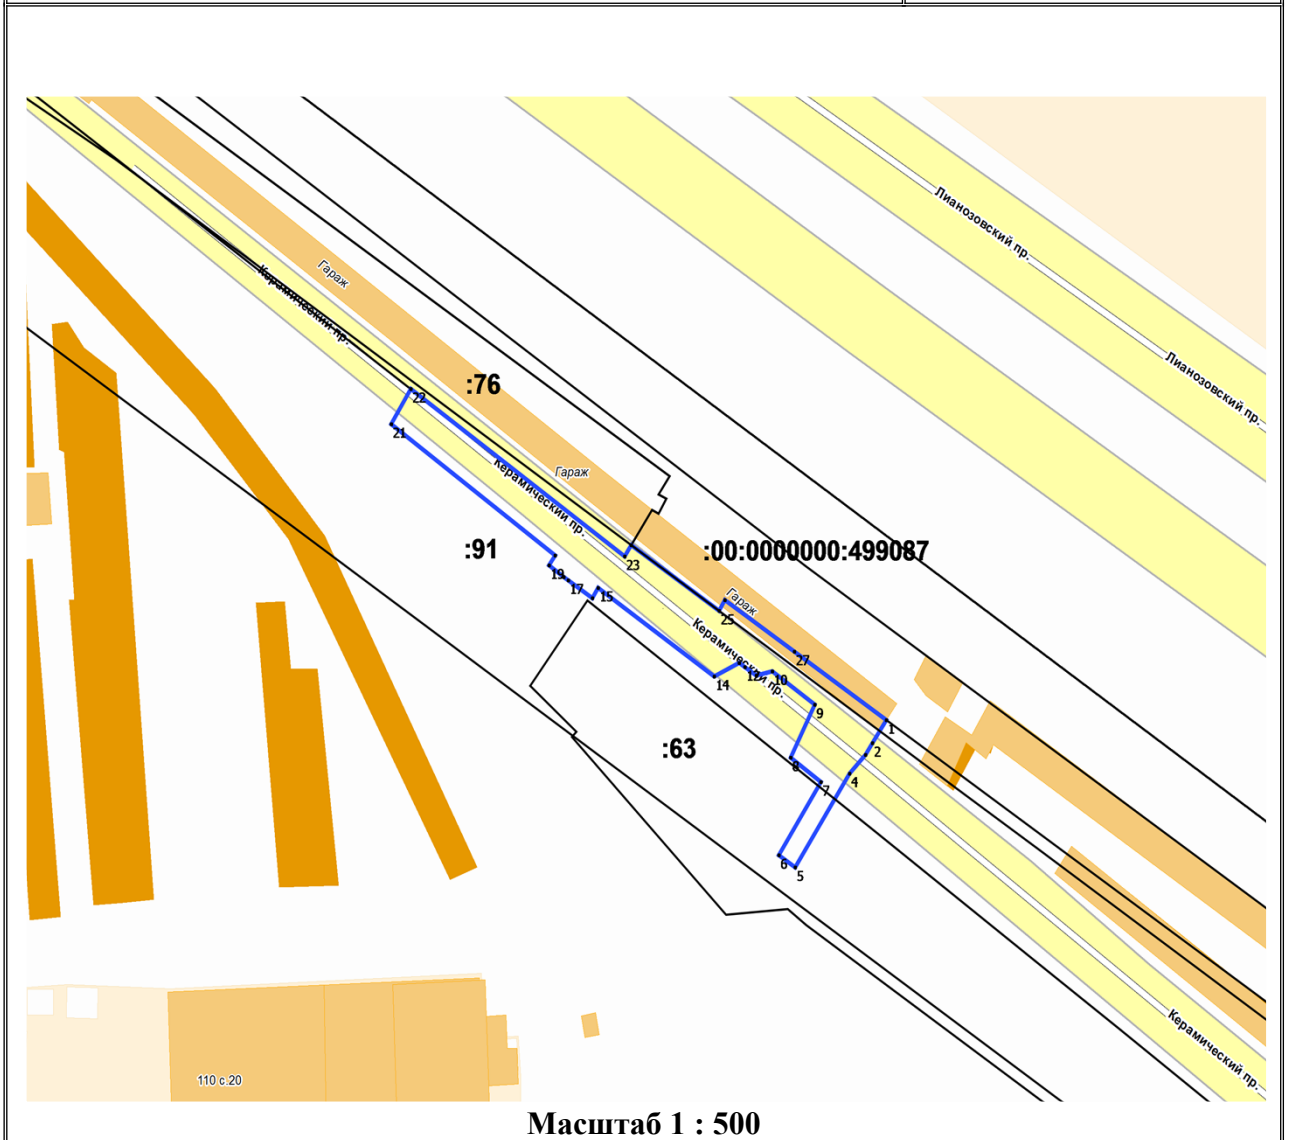 Лианозовский пр.
Гараж
Керамический пр.
Лианозовский пр.
:76
22
21
Керамический пр.
Гараж
:91
:00:0000000:499087
23
19
17
15
Гараж
25
Керамический пр.
27
12
10
14
9
1
:63
2
8
4
7
6
5
Керамический пр.
110 с.20
Масштаб 1 : 500